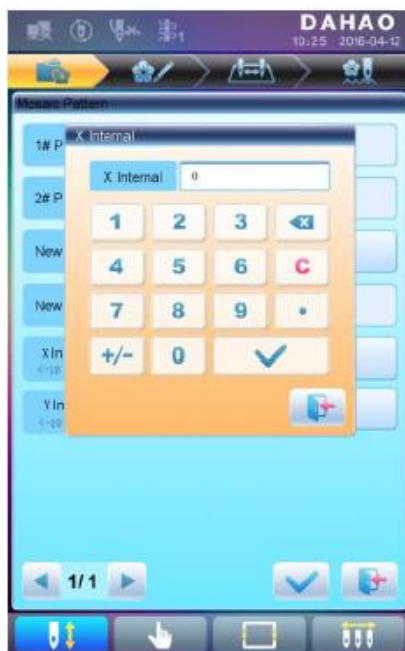 DAHAO
10:25 2016-04-12
Mosaic Pattern
X Internal
1# P
X Internal 0
2# P
1 2 3
New
4 5 6 C
New
7 8 9 .
X In
+/- 0
Y In
1/1